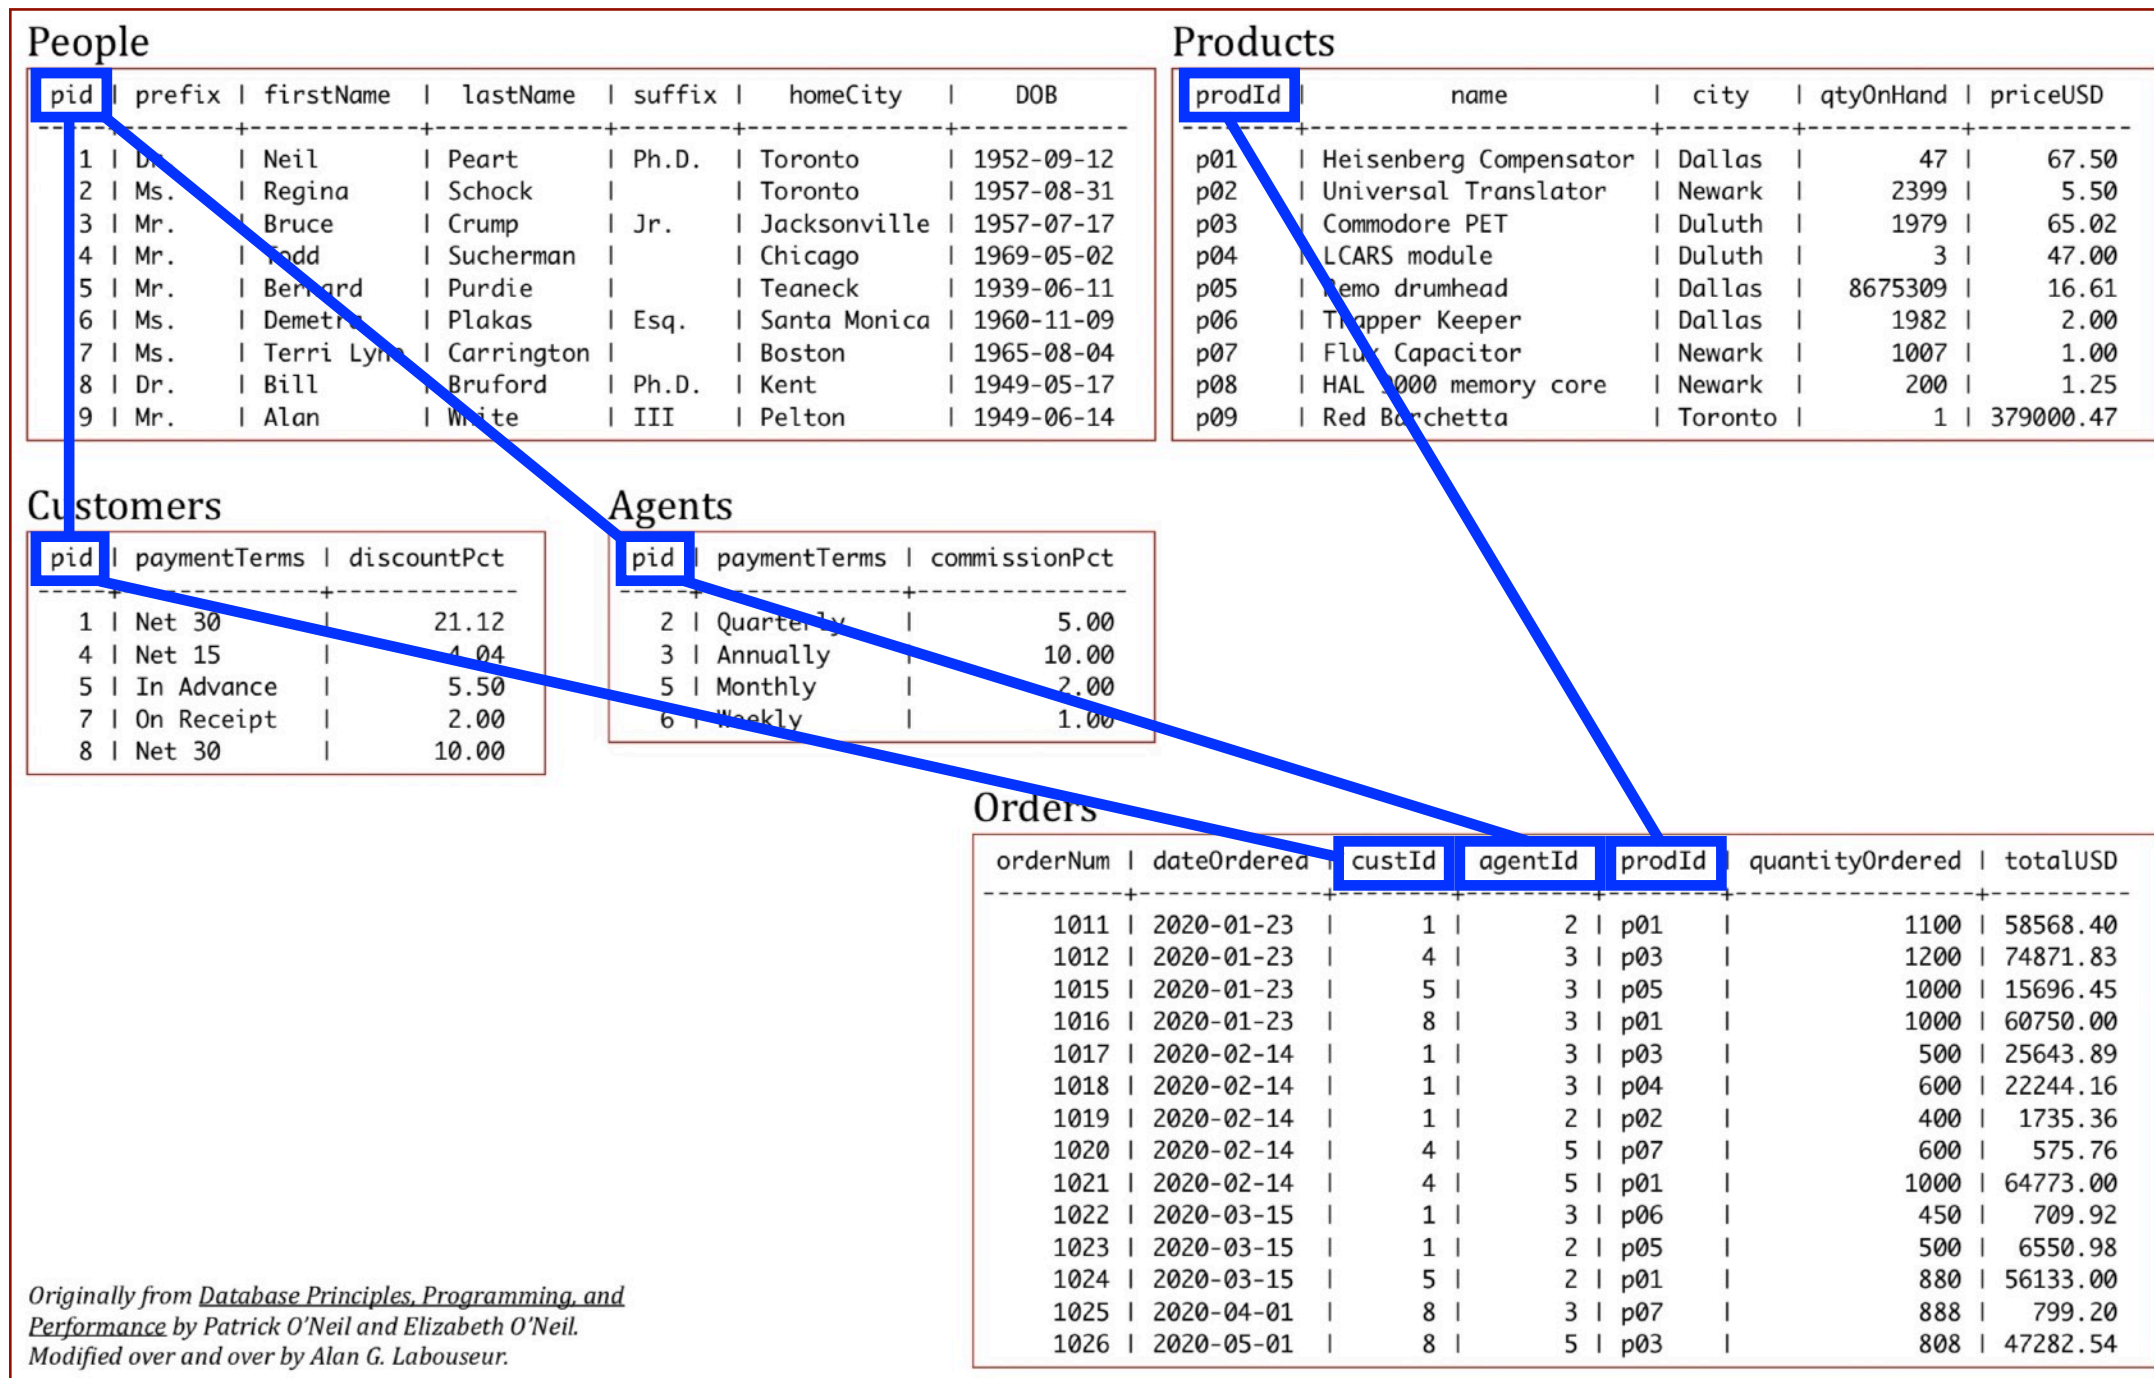 People
pid | prefix | firstName | lastName | suffix | homeCity | DOB
1 | Dr. | Neil | Peart | Ph.D. | Toronto | 1952-09-12
2 | Ms. | Regina | Schock | | Toronto | 1957-08-31
3 | Mr. | Bruce | Crump | Jr. | Jacksonville | 1957-07-17
4 | Mr. | Todd | Sucherman | | Chicago | 1969-05-02
5 | Mr. | Bernard | Purdie | | Teaneck | 1939-06-11
6 | Ms. | Demetra | Plakas | Esq. | Santa Monica | 1960-11-09
7 | Ms. | Terri Lyne | Carrington | | Boston | 1965-08-04
8 | Dr. | Bill | Bruford | Ph.D. | Kent | 1949-05-17
9 | Mr. | Alan | White | III | Pelton | 1949-06-14
Products
prodId | name | city | qtyOnHand | priceUSD
p01 | Heisenberg Compensator | Dallas | 47 | 67.50
p02 | Universal Translator | Newark | 2399 | 5.50
p03 | Commodore PET | Duluth | 1979 | 65.02
p04 | LCARS module | Duluth | 3 | 47.00
p05 | Remo drumhead | Dallas | 8675309 | 16.61
p06 | Trapper Keeper | Dallas | 1982 | 2.00
p07 | Flux Capacitor | Newark | 1007 | 1.00
p08 | HAL 9000 memory core | Newark | 200 | 1.25
p09 | Red Barchetta | Toronto | 1 | 379000.47
Customers
pid | paymentTerms | discountPct
1 | Net 30 | 21.12
4 | Net 15 | 4.04
5 | In Advance | 5.50
7 | On Receipt | 2.00
8 | Net 30 | 10.00
Agents
pid | paymentTerms | commissionPct
2 | Quarterly | 5.00
3 | Annually | 10.00
5 | Monthly | 2.00
6 | Weekly | 1.00
Orders
orderNum | dateOrdered | custId | agentId | prodId | quantityOrdered | totalUSD
1011 | 2020-01-23 | 1 | 2 | p01 | 1100 | 58568.40
1012 | 2020-01-23 | 4 | 3 | p03 | 1200 | 74871.83
1015 | 2020-01-23 | 5 | 3 | p05 | 1000 | 15696.45
1016 | 2020-01-23 | 8 | 3 | p01 | 1000 | 60750.00
1017 | 2020-02-14 | 1 | 3 | p03 | 500 | 25643.89
1018 | 2020-02-14 | 1 | 3 | p04 | 600 | 22244.16
1019 | 2020-02-14 | 1 | 2 | p02 | 400 | 1735.36
1020 | 2020-02-14 | 4 | 5 | p07 | 600 | 575.76
1021 | 2020-02-14 | 4 | 5 | p01 | 1000 | 64773.00
1022 | 2020-03-15 | 1 | 3 | p06 | 450 | 709.92
1023 | 2020-03-15 | 1 | 2 | p05 | 500 | 6550.98
1024 | 2020-03-15 | 5 | 2 | p01 | 880 | 56133.00
1025 | 2020-04-01 | 8 | 3 | p07 | 888 | 799.20
1026 | 2020-05-01 | 8 | 5 | p03 | 808 | 47282.54
Originally from Database Principles, Programming, and
Performance by Patrick O'Neil and Elizabeth O'Neil.
Modified over and over by Alan G. Labouseur.